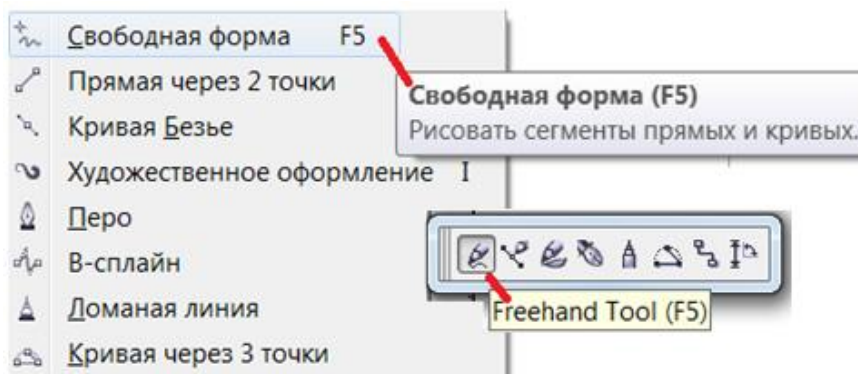 Свободная форма F5
Прямая через 2 точки
Кривая Безье
Художественное оформление I
Перо
В-сплайн
Ломаная линия
Кривая через 3 точки
Свободная форма (F5)
Рисовать сегменты прямых и кривых.
Freehand Tool (F5)